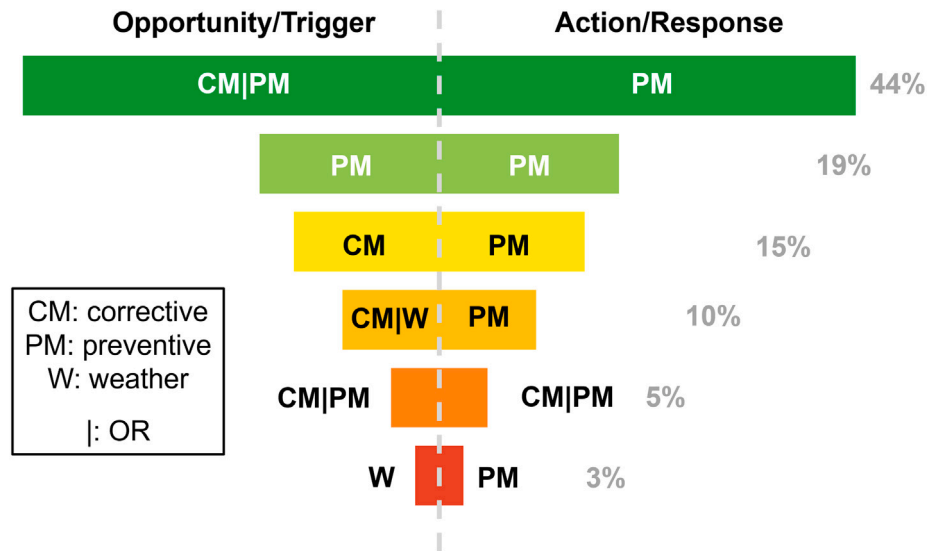 Opportunity/Trigger Action/Response
CM|PM PM 44%
PM PM 19%
CM PM 15%
CM|W PM 10%
CM|PM CM|PM 5%
W PM 3%
CM: corrective
PM: preventive
W: weather
|: OR